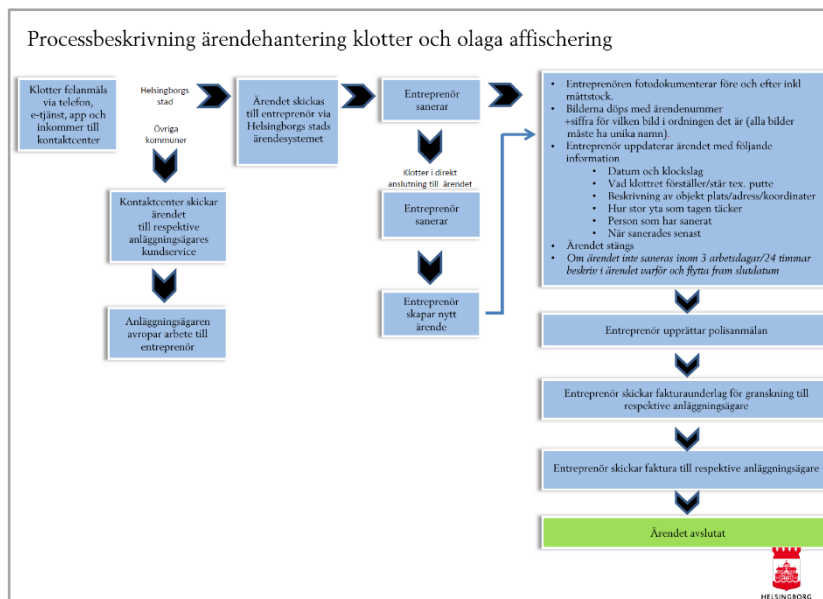 Processbeskrivning ärendehantering klotter och olaga affischering
Klotter felanmäls
via telefon,
e-tjänst, app och
inkommer till
kontaktcenter
Helsingborgs
stad
Övriga
kommuner
Ärendet skickas
till entreprenör via
Helsingborgs stads
ärendesystemet
Entreprenör
sanerar
Klotter i direkt
anslutning till ärendet
Entreprenör
sanerar
Entreprenör
skapar nytt
ärende
Kontaktcenter skickar
ärendet
till respektive
anläggningsägares
kundservice
Anläggningsägaren
avropar arbete till
entreprenör
• Entreprenören fotodokumenterar före och efter inkl
måttstock.
• Bilderna döps med ärendenummer
+siffra för vilken bild i ordningen det är (alla bilder
måste ha unika namn).
• Entreprenör uppdaterar ärendet med följande
information
• Datum och klockslag
• Vad klottret förställer/står tex. putte
• Beskrivning av objekt plats/adress/koordinater
• Hur stor yta som tagen täcker
• Person som har sanerat
• När sanerades senast
• Ärendet stängs
• Om ärendet inte saneras inom 3 arbetsdagar/24 timmar
beskriv i ärendet varför och flytta fram slutdatum
Entreprenör upprättar polisanmälan
Entreprenör skickar fakturaunderlag för granskning till
respektive anläggningsägare
Entreprenör skickar faktura till respektive anläggningsägare
Ärendet avslutat
HELSINGBORG